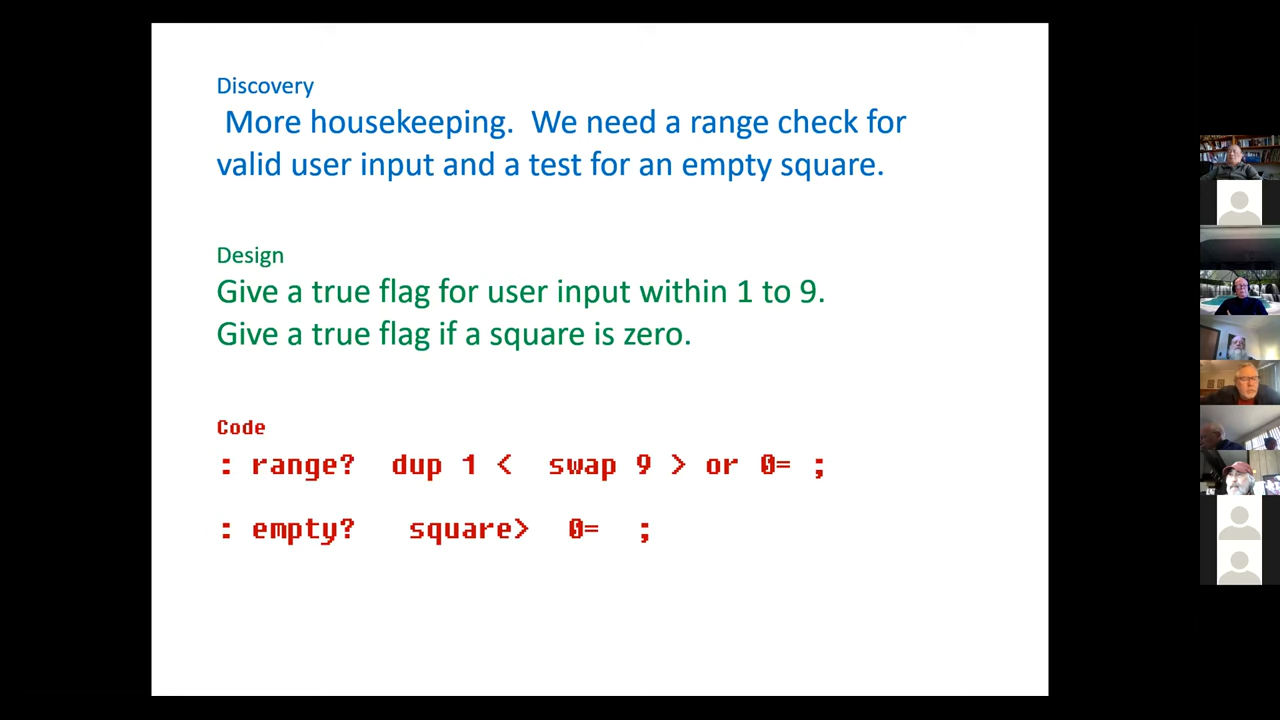 Discovery
More housekeeping. We need a range check for
valid user input and a test for an empty square.
Design
Give a true flag for user input within 1 to 9.
Give a true flag if a square is zero.
Code
: range? dup 1 < swap 9 > or 0= ;
: empty? square> 0= ;